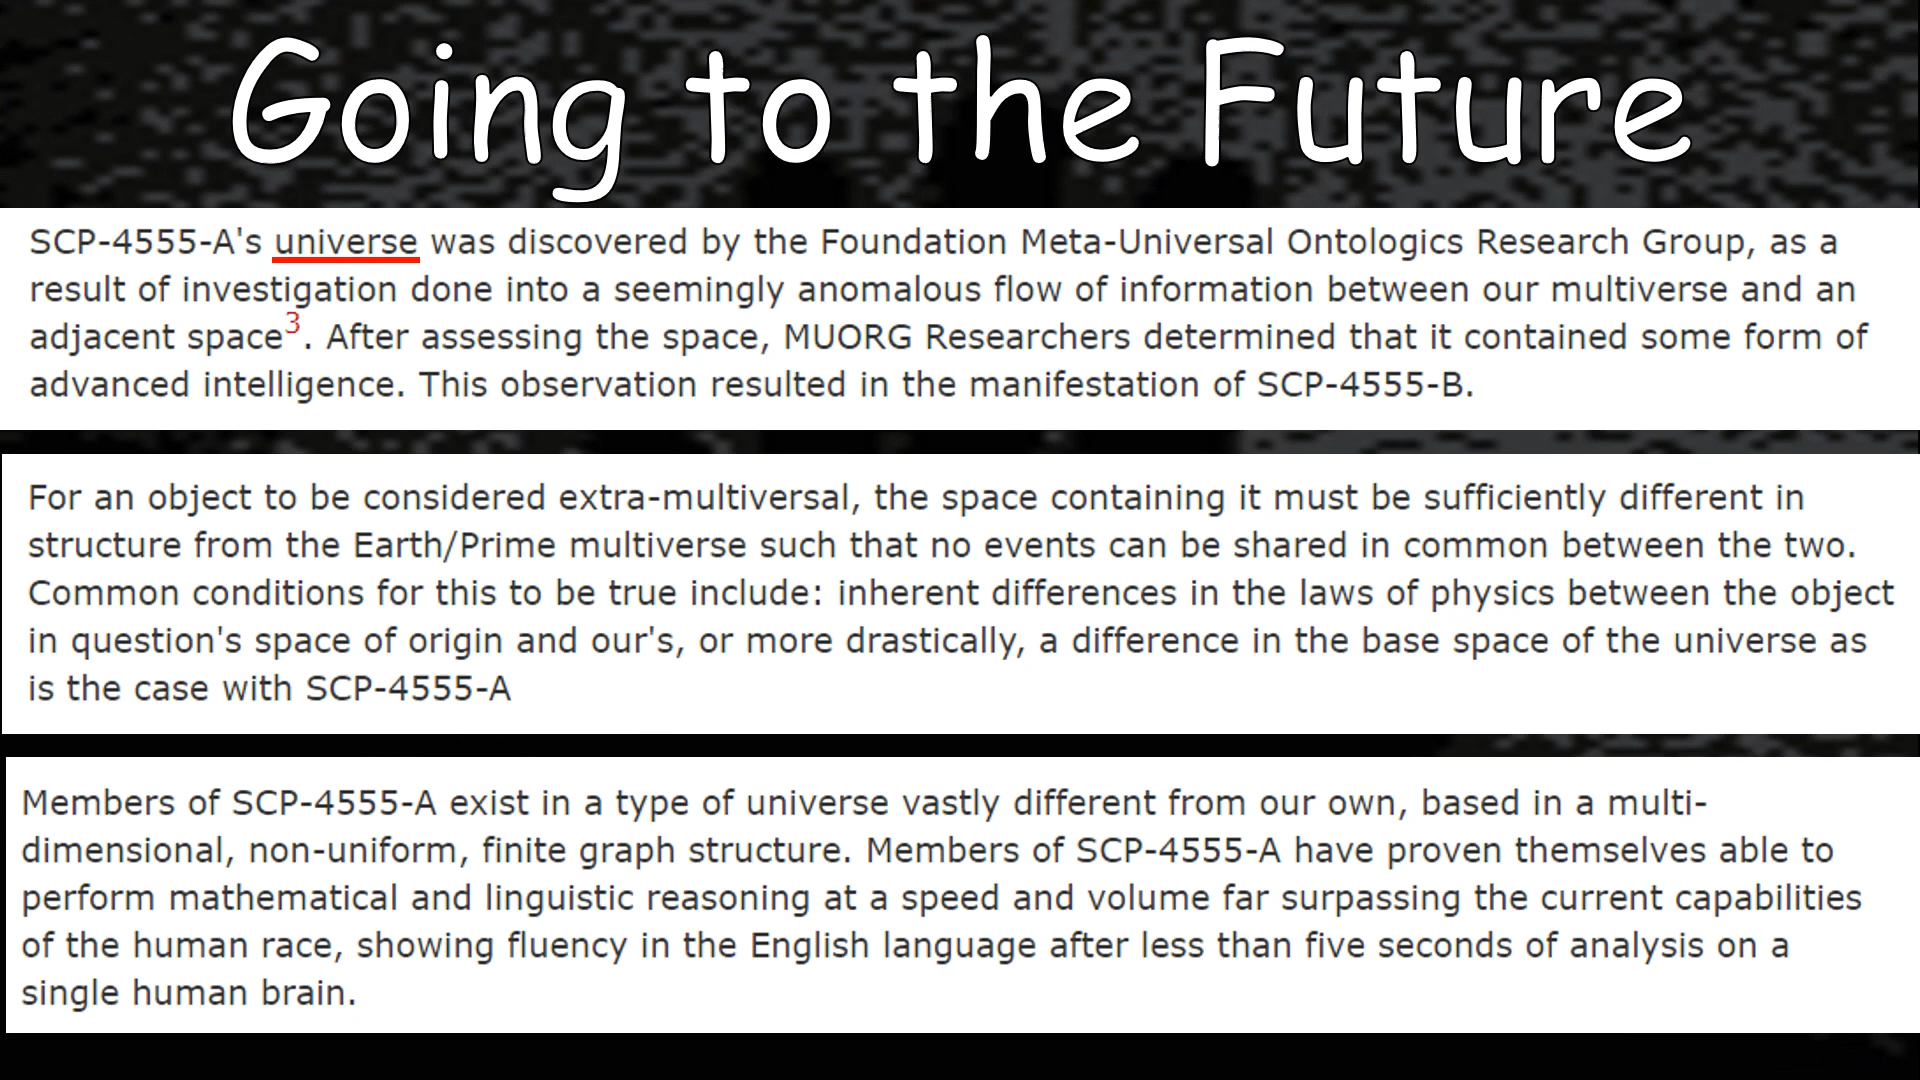 Going to the Future
SCP-4555-A's universe was discovered by the Foundation Meta-Universal Ontologics Research Group, as a
result of investigation done into a seemingly anomalous flow of information between our multiverse and an
adjacent space3. After assessing the space, MUORG Researchers determined that it contained some form of
advanced intelligence. This observation resulted in the manifestation of SCP-4555-B.
For an object to be considered extra-multiversal, the space containing it must be sufficiently different in
structure from the Earth/Prime multiverse such that no events can be shared in common between the two.
Common conditions for this to be true include: inherent differences in the laws of physics between the object
in question's space of origin and our's, or more drastically, a difference in the base space of the universe as
is the case with SCP-4555-A
Members of SCP-4555-A exist in a type of universe vastly different from our own, based in a multi-
dimensional, non-uniform, finite graph structure. Members of SCP-4555-A have proven themselves able to
perform mathematical and linguistic reasoning at a speed and volume far surpassing the current capabilities
of the human race, showing fluency in the English language after less than five seconds of analysis on a
single human brain.